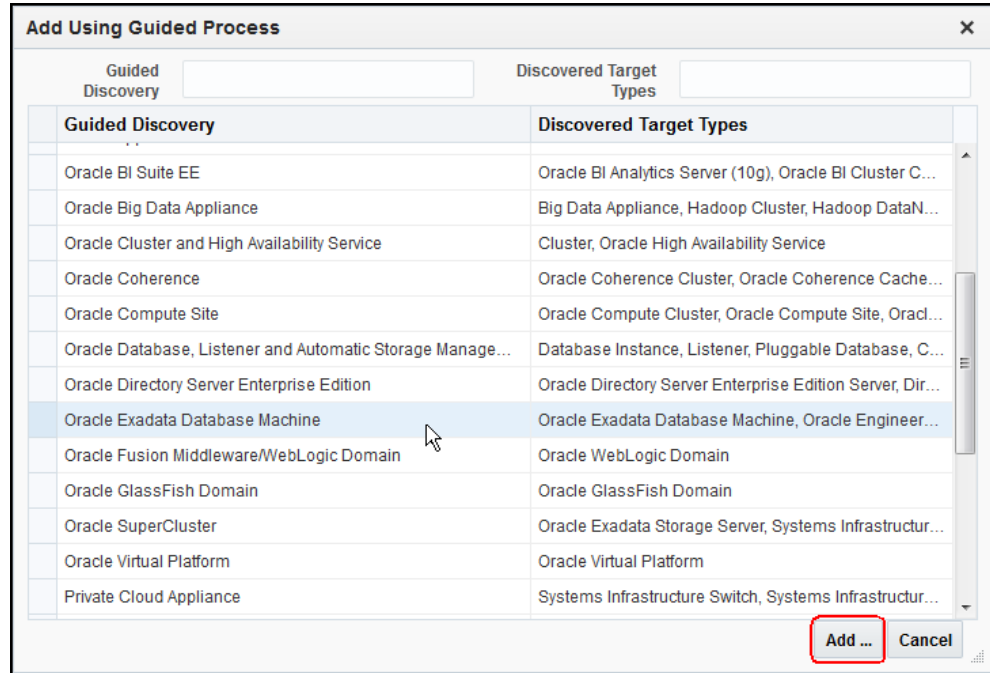 Add Using Guided Process
Guided Discovery
Discovered Target Types
Guided Discovery Discovered Target Types
Oracle BI Suite EE Oracle BI Analytics Server (10g), Oracle BI Cluster C...
Oracle Big Data Appliance Big Data Appliance, Hadoop Cluster, Hadoop DataN...
Oracle Cluster and High Availability Service Cluster, Oracle High Availability Service
Oracle Coherence Oracle Coherence Cluster, Oracle Coherence Cache...
Oracle Compute Site Oracle Compute Cluster, Oracle Compute Site, Oracl...
Oracle Database, Listener and Automatic Storage Manage... Database Instance, Listener, Pluggable Database, C...
Oracle Directory Server Enterprise Edition Oracle Directory Server Enterprise Edition Server, Dir...
Oracle Exadata Database Machine Oracle Exadata Database Machine, Oracle Engineer...
Oracle Fusion Middleware/WebLogic Domain Oracle WebLogic Domain
Oracle GlassFish Domain Oracle GlassFish Domain
Oracle SuperCluster Oracle Exadata Storage Server, Systems Infrastructur...
Oracle Virtual Platform Oracle Virtual Platform
Private Cloud Appliance Systems Infrastructure Switch, Systems Infrastructur...
Add ... Cancel